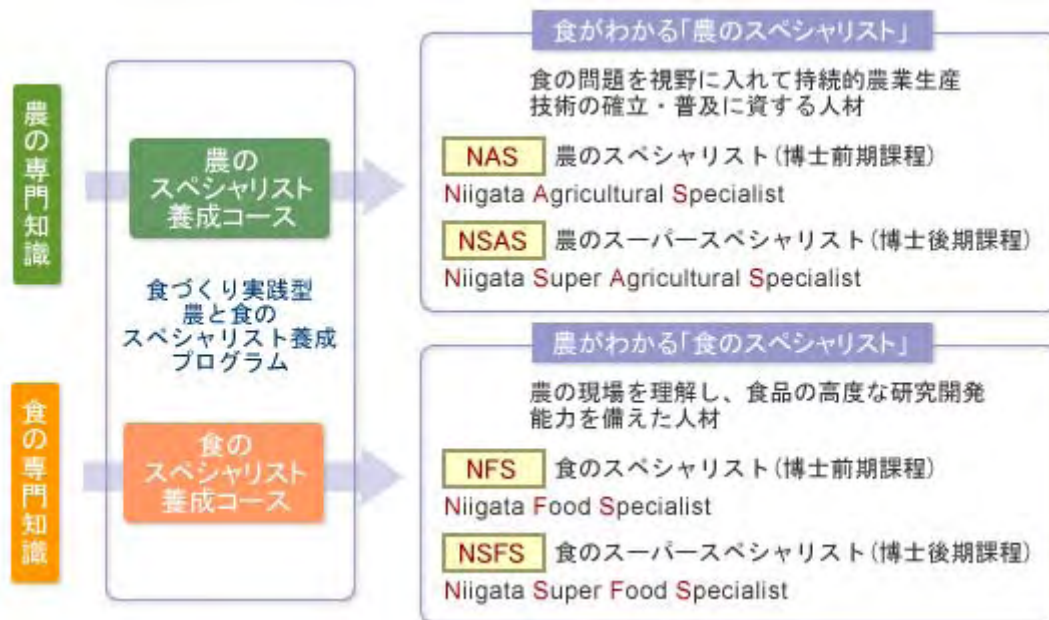 農の専門知識
農の
スペシャリスト
養成コース
食づくり実践型
農と食の
スペシャリスト養成
プログラム
食の専門知識
食の
スペシャリスト
養成コース
食がわかる「農のスペシャリスト」
食の問題を視野に入れて持続的農業生産
技術の確立・普及に資する人材
NAS 農のスペシャリスト(博士前期課程)
Niigata Agricultural Specialist
NSAS 農のスーパースペシャリスト(博士後期課程)
Niigata Super Agricultural Specialist
農がわかる「食のスペシャリスト」
農の現場を理解し、食品の高度な研究開発
能力を備えた人材
NFS 食のスペシャリスト(博士前期課程)
Niigata Food Specialist
NSFS 食のスーパースペシャリスト(博士後期課程)
Niigata Super Food Specialist